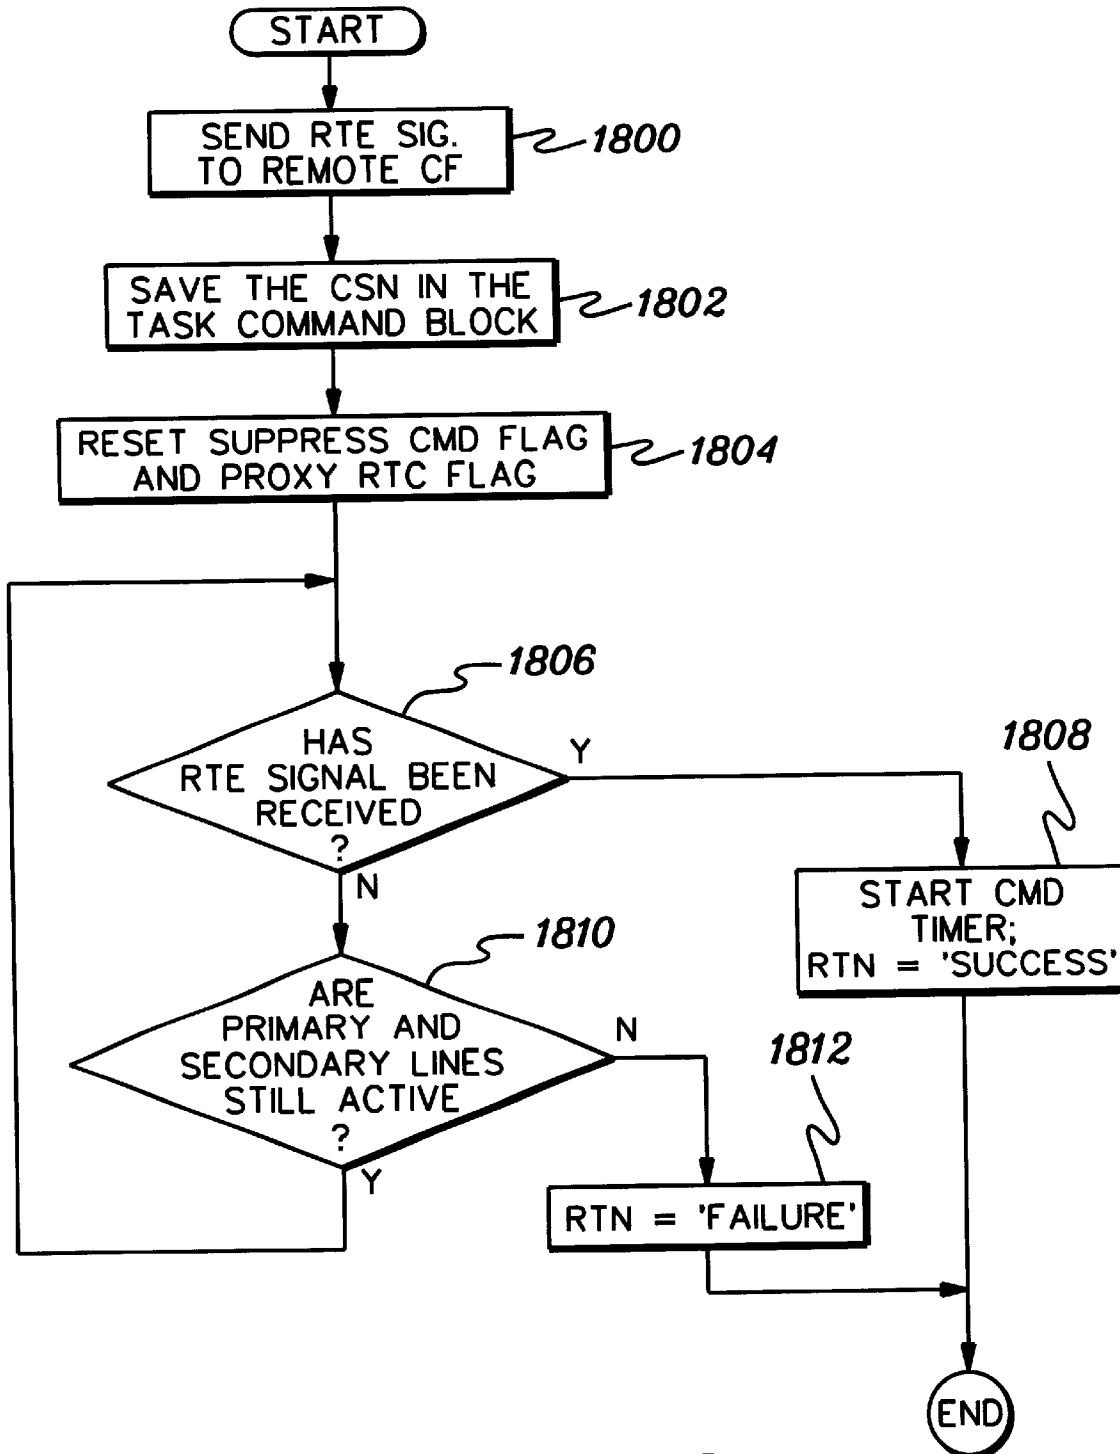 START
SEND RTE SIG.
TO REMOTE CF
1800
SAVE THE CSN IN THE
TASK COMMAND BLOCK
1802
RESET SUPPRESS CMD FLAG
AND PROXY RTC FLAG
1804
1806
HAS
RTE SIGNAL BEEN
RECEIVED
?
Y
N
1808
START CMD
TIMER;
RTN = 'SUCCESS'
1810
ARE
PRIMARY AND
SECONDARY LINES
STILL ACTIVE
?
N
Y
1812
RTN = 'FAILURE'
END